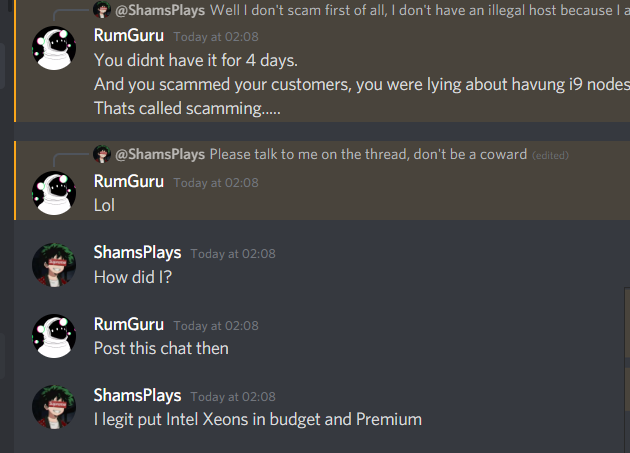 @ShamsPlays Well I don't scam first of all, I don't have an illegal host because I a
RumGuru Today at 02:08
You didnt have it for 4 days.
And you scammed your customers, you were lying about havung i9 nodes
Thats called scamming.....
@ShamsPlays Please talk to me on the thread, don't be a coward (edited)
RumGuru Today at 02:08
Lol
ShamsPlays Today at 02:08
How did I?
RumGuru Today at 02:08
Post this chat then
ShamsPlays Today at 02:08
I legit put Intel Xeons in budget and Premium